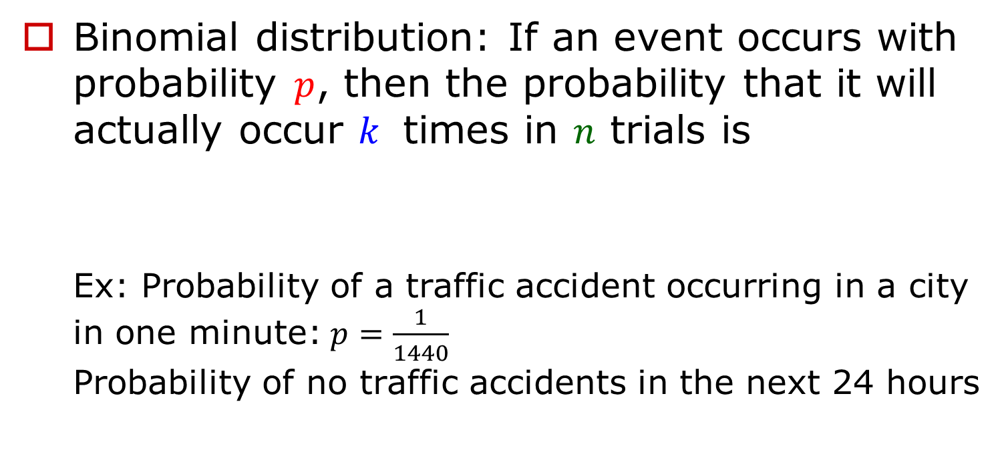 Binomial distribution: If an event occurs with
probability p, then the probability that it will
actually occur k times in n trials is
Ex: Probability of a traffic accident occurring in a city
in one minute: p = 1/1440
Probability of no traffic accidents in the next 24 hours